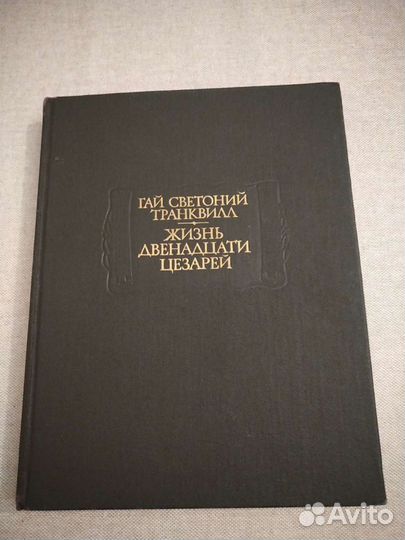 ГАЙ СВЕТОНИЙ
ТРАНКВИЛЛ
ЖИЗНЬ
ДВЕНАДЦАТИ
ЦЕЗАРЕЙ
Avito